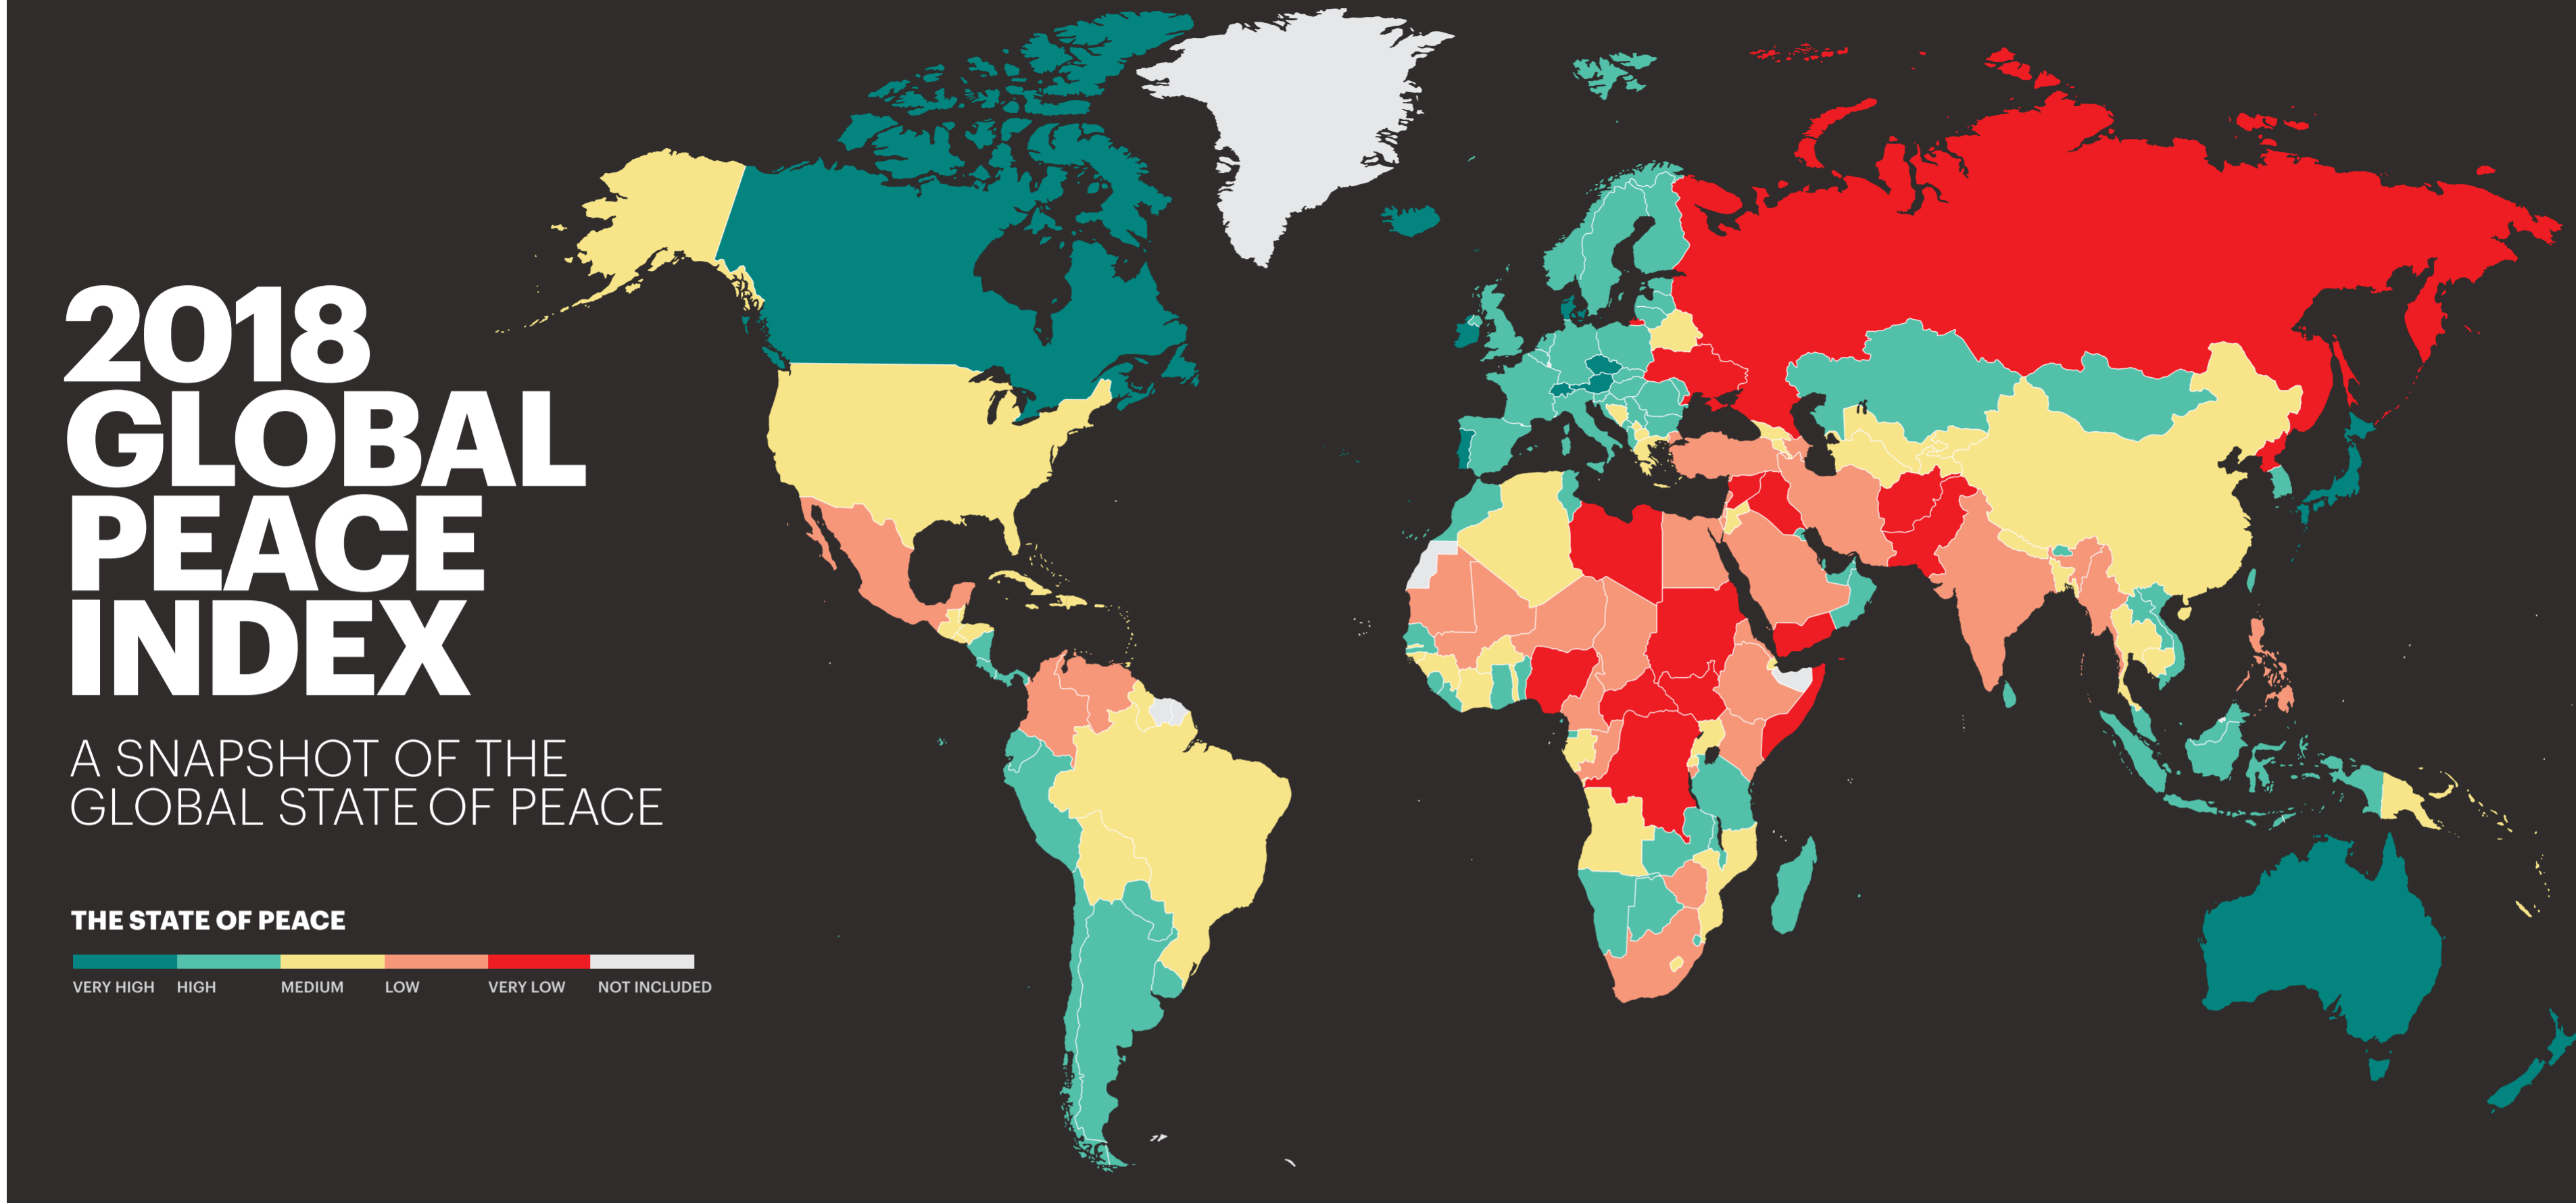 2018
GLOBAL
PEACE
INDEX
A SNAPSHOT OF THE
GLOBAL STATE OF PEACE
THE STATE OF PEACE
VERY HIGH HIGH MEDIUM LOW VERY LOW NOT INCLUDED